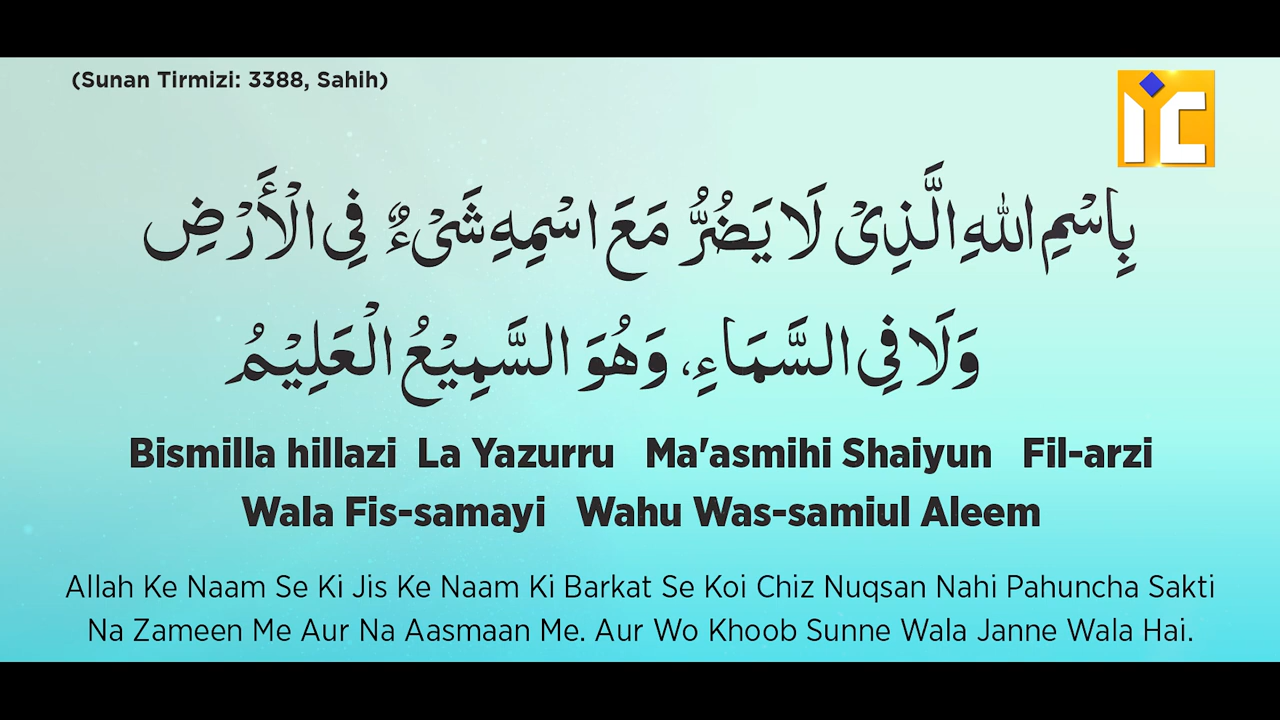 (Sunan Tirmizi: 3388, Sahih)
IC
بِاسْمِ اللهِ الَّذِیْ لَا یَضُرُّ مَعَ اسْمِهِ شَیْءٌ فِی الْأَرْضِ
وَلَا فِی السَّمَاءِ، وَهُوَ السَّمِیْعُ الْعَلِیْمُ
Bismilla hillazi La Yazurru Ma'asmihi Shaiyun Fil-arzi
Wala Fis-samayi Wahu Was-samiul Aleem
Allah Ke Naam Se Ki Jis Ke Naam Ki Barkat Se Koi Chiz Nuqsan Nahi Pahuncha Sakti
Na Zameen Me Aur Na Aasmaan Me. Aur Wo Khoob Sunne Wala Janne Wala Hai.